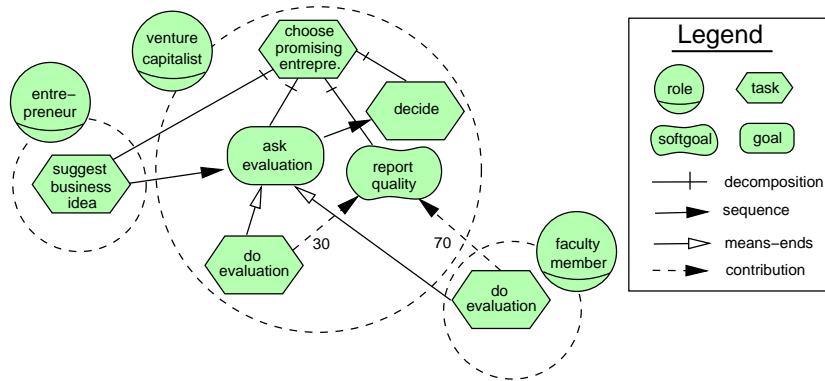 venture
capitalist
choose
promising
entrepre.
entre-
preneur
decide
ask
evaluation
report
quality
suggest
business
idea
do
evaluation
30
70
faculty
member
do
evaluation
Legend
role
task
softgoal
goal
decomposition
sequence
means-ends
contribution